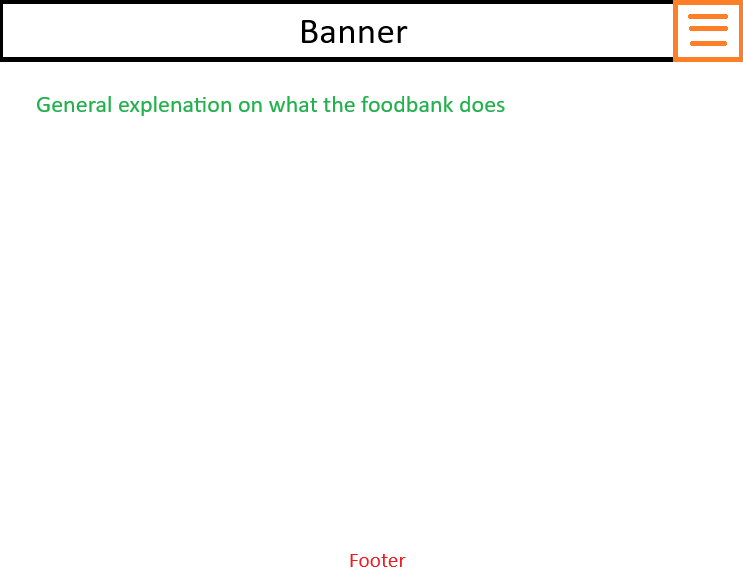 Banner
General explenation on what the foodbank does
Footer